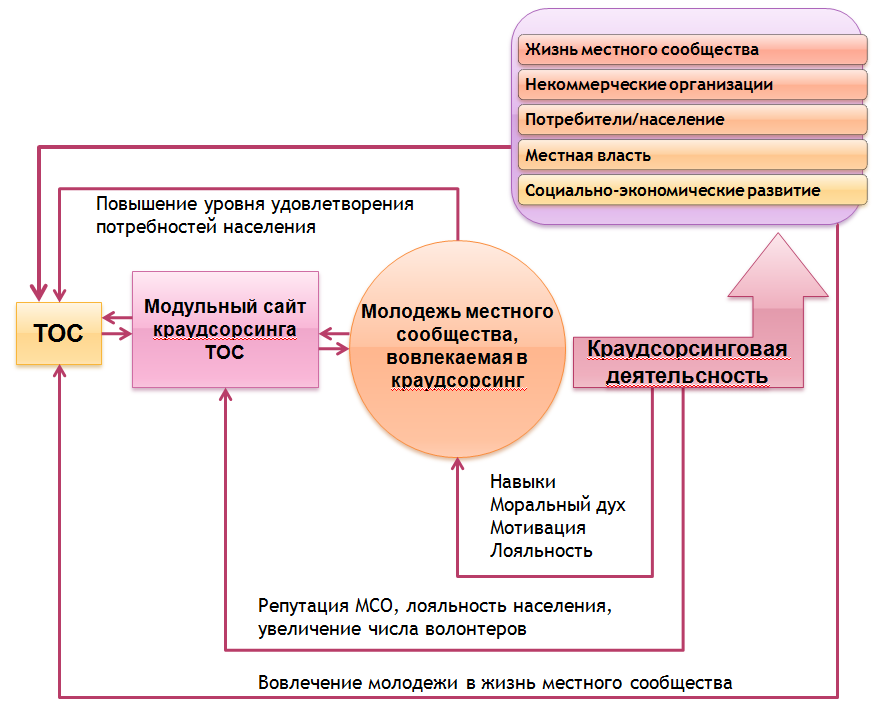 Жизнь местного сообщества
Некоммерческие организации
Потребители/население
Местная власть
Социально-экономические развитие
Повышение уровня удовлетворения
потребностей населения
ТОС
Модульный сайт
краудсорсинга
ТОС
Молодежь местного
сообщества,
вовлекаемая в
краудсорсинг
Краудсорсинговая
деятельность
Навыки
Моральный дух
Мотивация
Лояльность
Репутация МСО, лояльность населения,
увеличение числа волонтеров
Вовлечение молодежи в жизнь местного сообщества